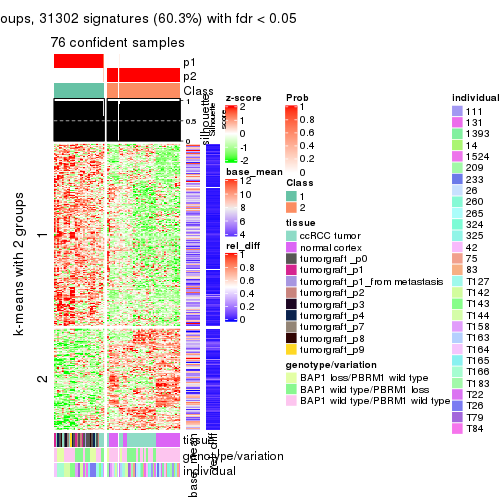 oups, 31302 signatures (60.3%) with fdr < 0.05
76 confident samples
p1
p2
Class
1
0.5
0
silhouette
k-means with 2 groups
1
2
tissue
genotype/variation
individual
base_mean
rel_diff
z-score
2
1
0
-1
-2
base_mean
12
10
8
6
4
rel_diff
1
0.8
0.6
0.4
0.2
0
Prob
1
0.8
0.6
0.4
0.2
0
Class
1
2
tissue
ccRCC tumor
normal cortex
tumorgraft_p0
tumorgraft_p1
tumorgraft_p1_from metastasis
tumorgraft_p2
tumorgraft_p3
tumorgraft_p4
tumorgraft_p7
tumorgraft_p8
tumorgraft_p9
genotype/variation
BAP1 loss/PBRM1 wild type
BAP1 wild type/PBRM1 loss
BAP1 wild type/PBRM1 wild type
individual
111
131
1393
14
1524
209
233
26
260
265
324
325
42
75
83
T127
T142
T143
T144
T158
T163
T164
T165
T166
T183
T22
T26
T79
T84